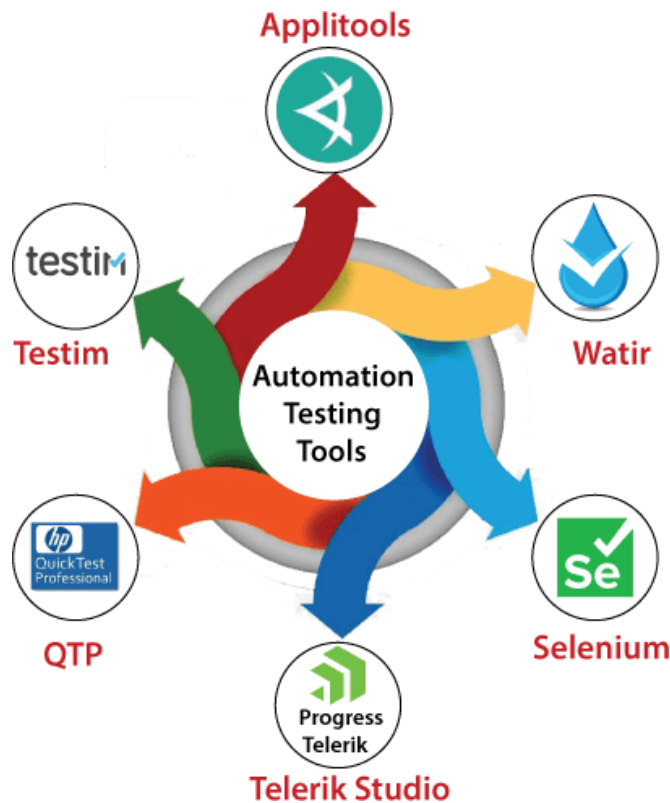 Applitools
testim
Testim
Watir
Automation
Testing
Tools
hp
QuickTest
Professional
QTP
Se
Selenium
Progress
Telerik
Telerik Studio